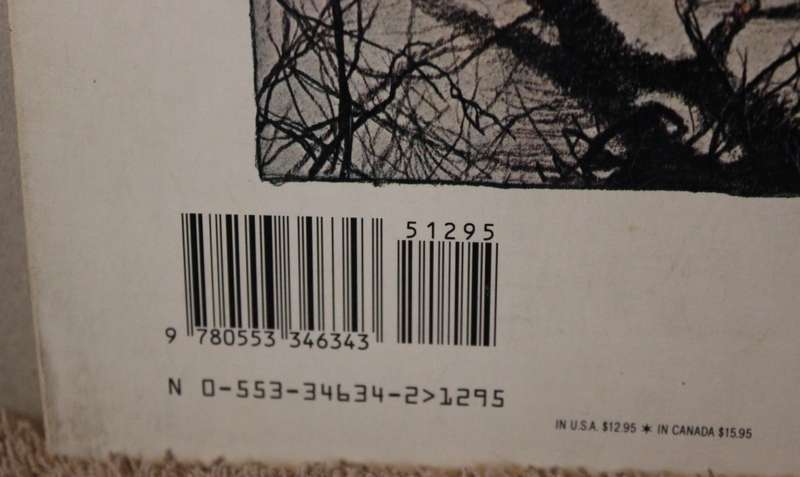 51295
9 780553 346343
N 0-553-34634-2>1295
IN U.S.A. $12.95 ✶ IN CANADA $15.95